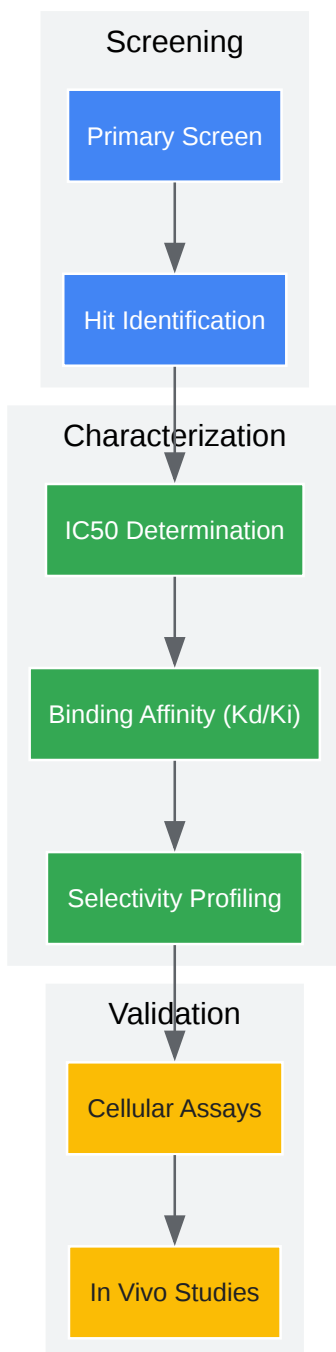 Screening
Primary Screen
Hit Identification
Characterization
IC50 Determination
Binding Affinity (Kd/Ki)
Selectivity Profiling
Validation
Cellular Assays
In Vivo Studies